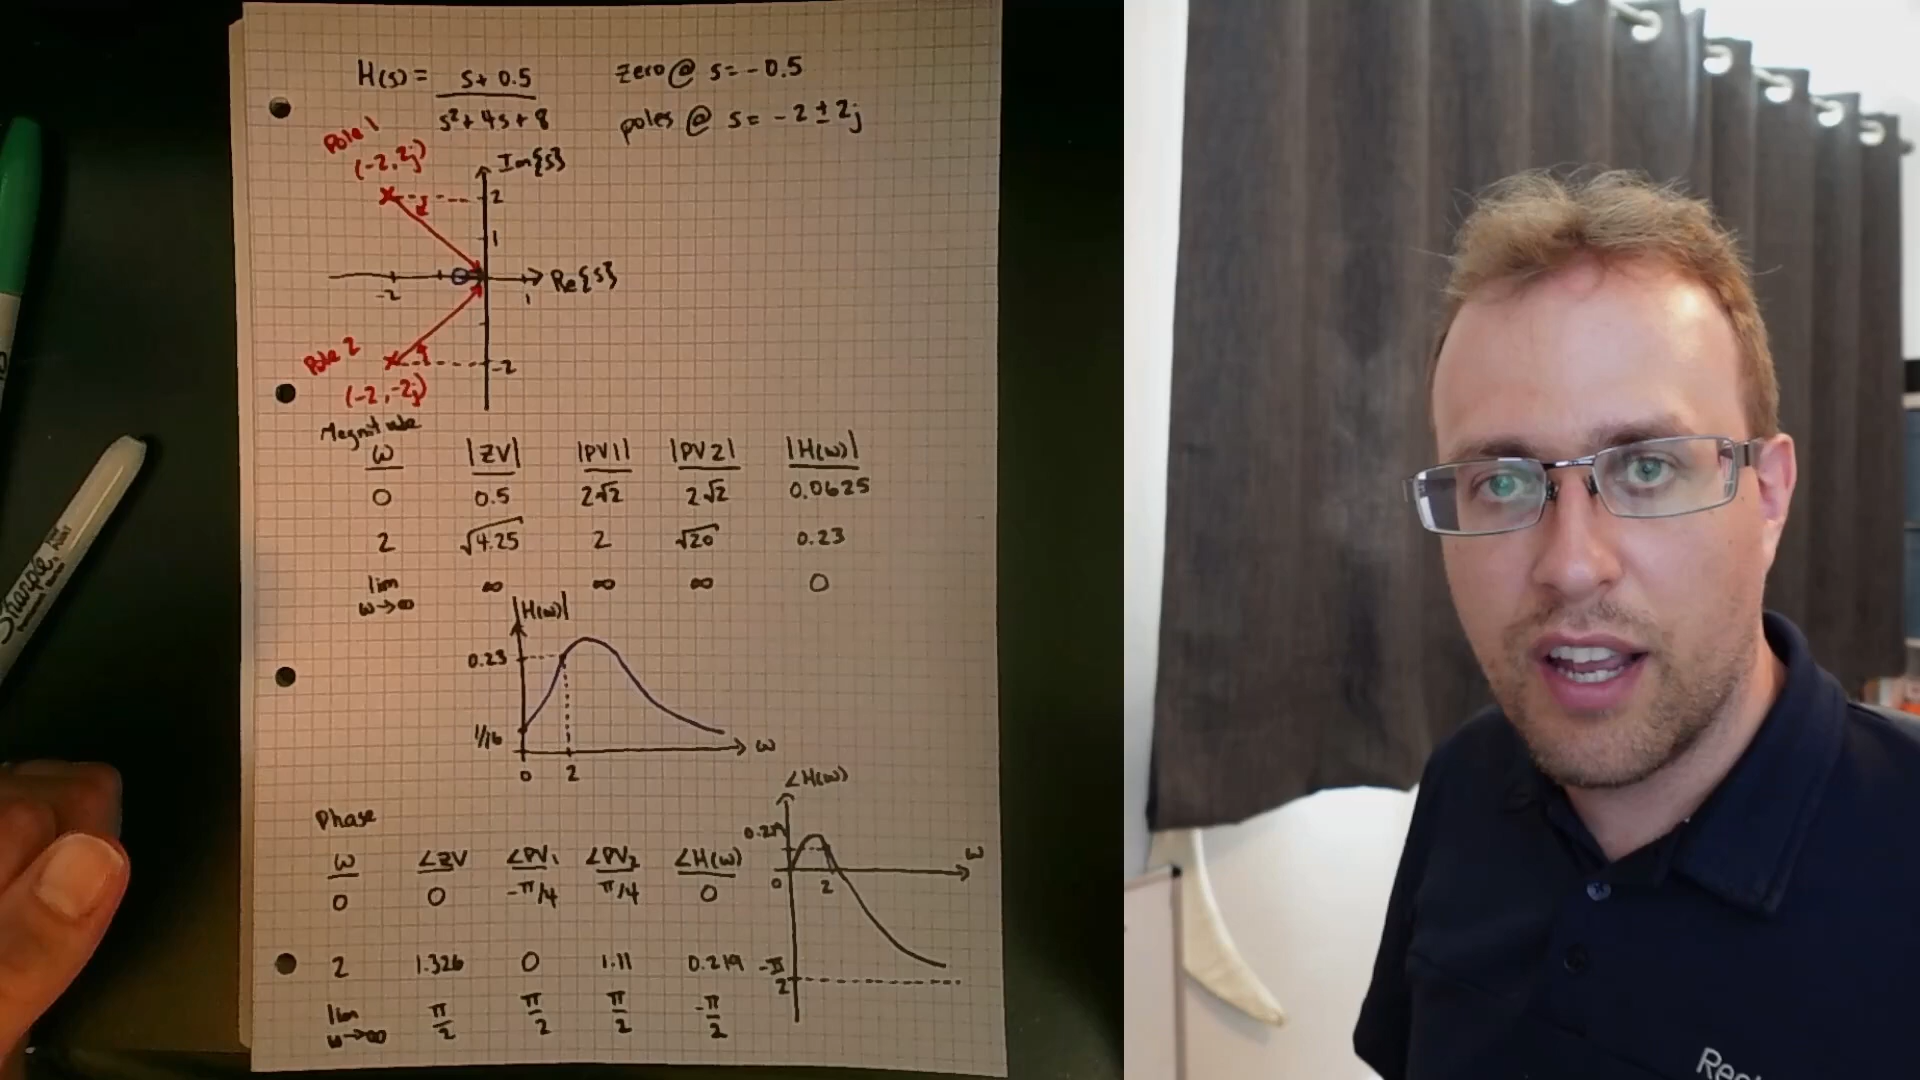 H(s) = s + 0.5 / s² + 4s + 8
zero @ s = -0.5
poles @ s = -2 ± 2j
Pole 1
(-2, 2j)
Im{s}
2
1
Re{s}
-2
1
Pole 2
(-2, -2j)
-2
Magnitude
ω |ZV| |PV1| |PV2| |H(ω)|
0 0.5 2√2 2√2 0.0625
2 √4.25 2 √20 0.23
lim ω→∞ ∞ ∞ ∞ 0
|H(ω)|
0.23
1/16
ω
0 2
Phase
ω ∠ZV ∠PV₁ ∠PV₂ ∠H(ω)
0 0 -π/4 π/4 0
2 1.326 0 1.11 0.219
lim ω→∞ π/2 π/2 π/2 -π/2
∠H(ω)
0.219
ω
0 2
-π/2
Sharpie